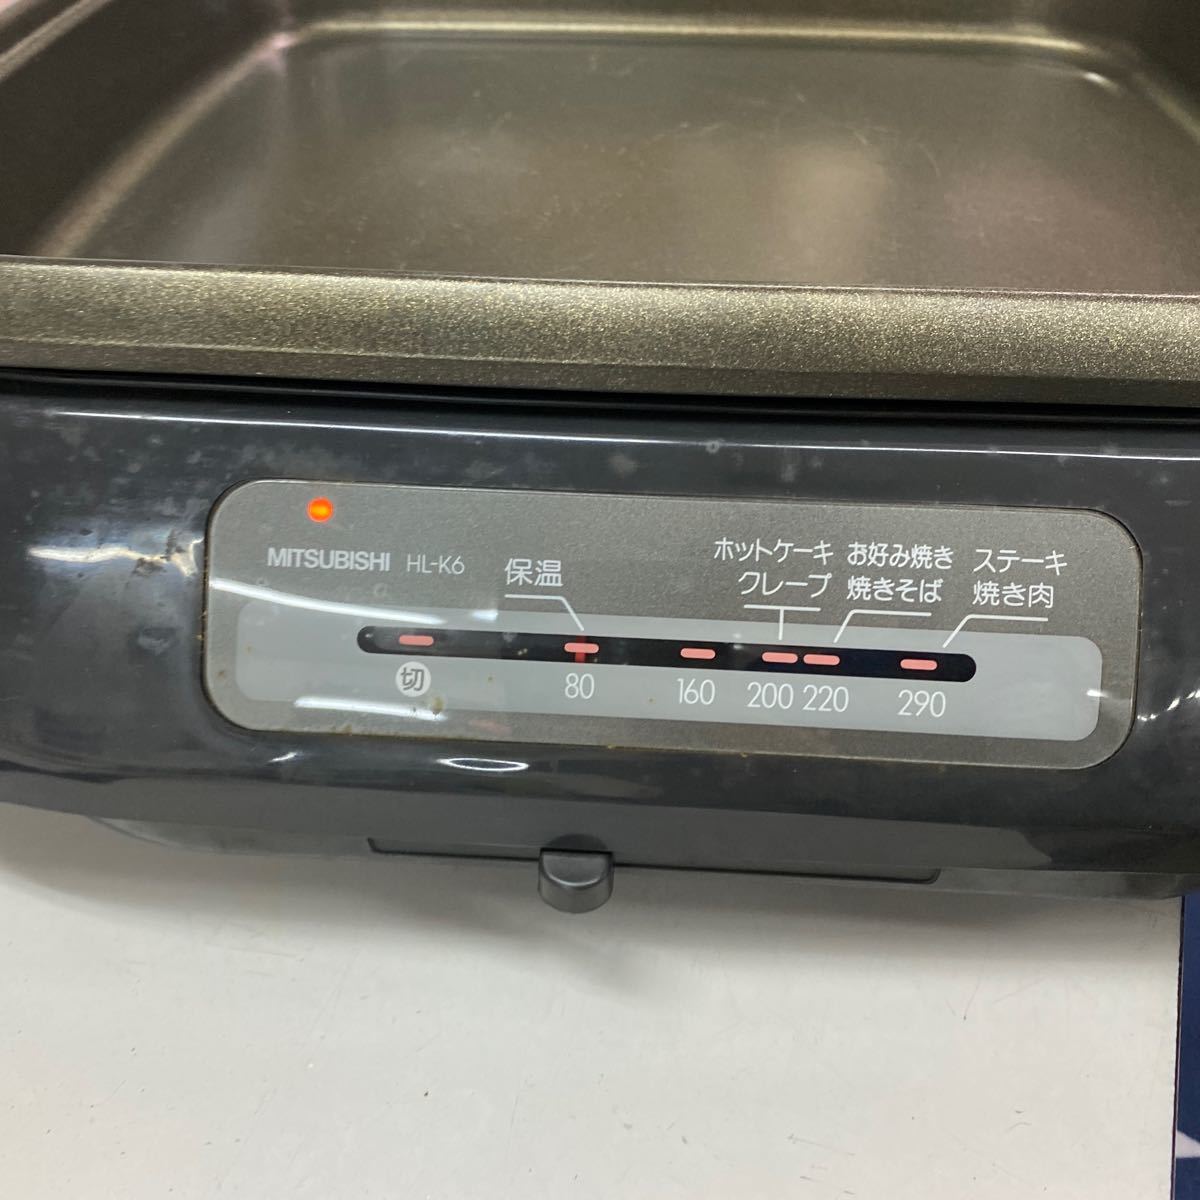 MITSUBISHI HL-K6
保温
ホットケーキ
クレープ
お好み焼き
焼きそば
ステーキ
焼き肉
切 80 160 200 220 290